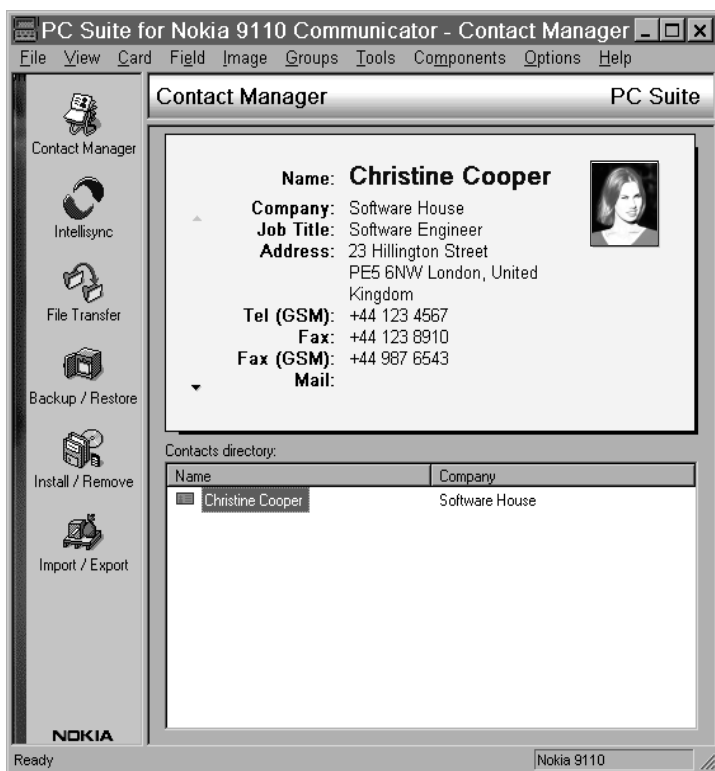 PC Suite for Nokia 9110 Communicator - Contact Manager
File View Card Field Image Groups Tools Components Options Help
Contact Manager PC Suite
Contact Manager
Intellisync
File Transfer
Backup / Restore
Install / Remove
Import / Export
NOKIA
Name: Christine Cooper
Company: Software House
Job Title: Software Engineer
Address: 23 Hillington Street
PE5 6NW London, United
Kingdom
Tel (GSM): +44 123 4567
Fax: +44 123 8910
Fax (GSM): +44 987 6543
Mail:
Contacts directory:
Name Company
Christine Cooper Software House
Ready Nokia 9110